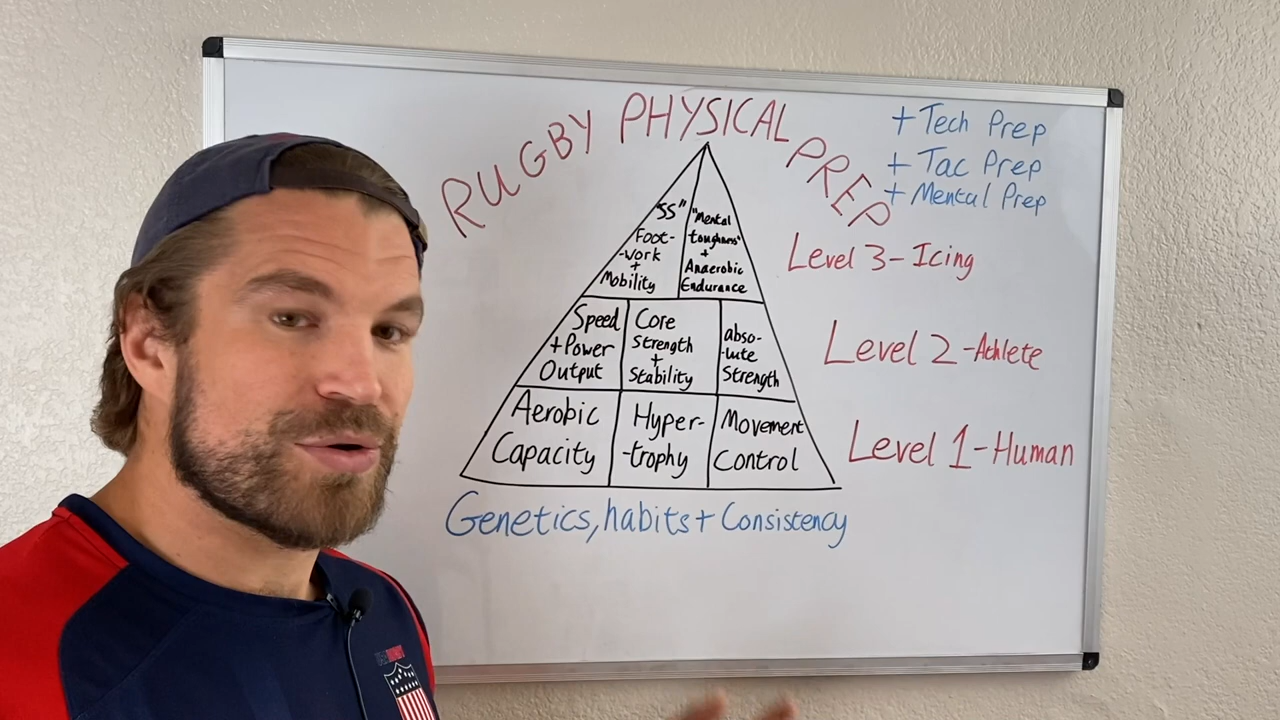 RUGBY PHYSICAL PREP
+ Tech Prep
+ Tac Prep
+ Mental Prep
"SS"
Foot-
-work
+
Mobility
"Mental
toughness"
+
Anaerobic
Endurance
Level 3 - Icing
Speed
+ Power
Output
Core
Strength
+
Stability
abso-
-lute
Strength
Level 2 - Athlete
Aerobic
Capacity
Hyper-
-trophy
Movement
Control
Level 1 - Human
Genetics, habits + Consistency